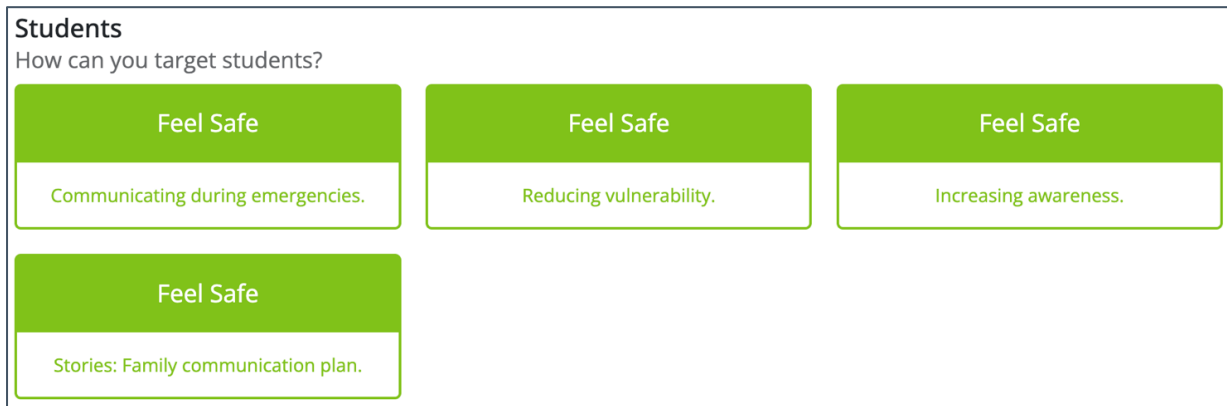 Students
How can you target students?
Feel Safe
Communicating during emergencies.
Feel Safe
Reducing vulnerability.
Feel Safe
Increasing awareness.
Feel Safe
Stories: Family communication plan.